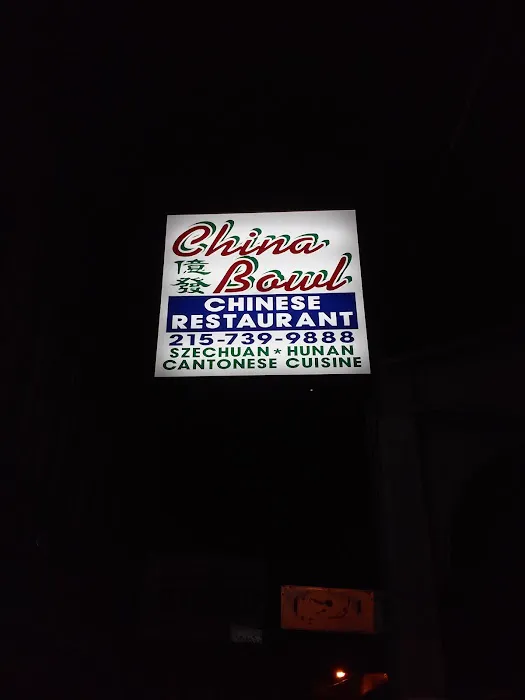 China
億
發
Bowl
CHINESE
RESTAURANT
215-739-9888
SZECHUAN * HUNAN
CANTONESE CUISINE